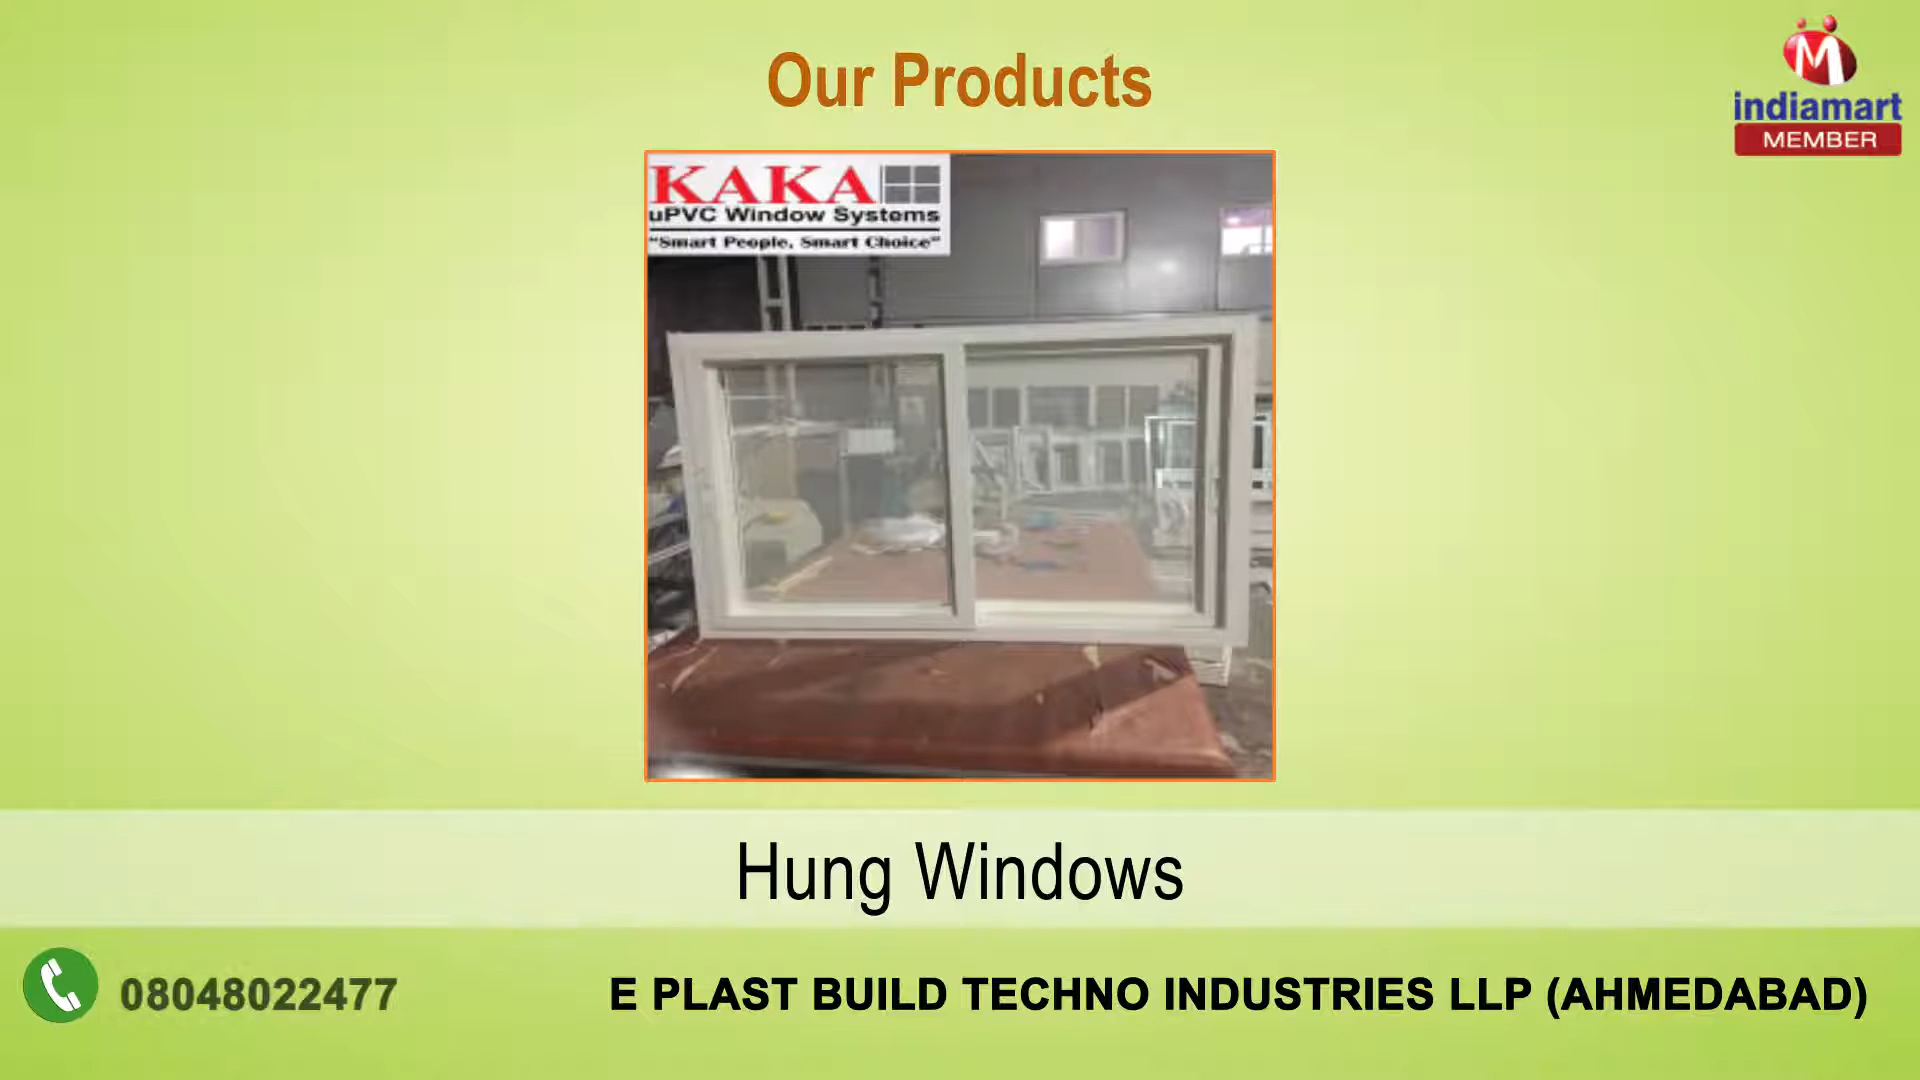 Our Products
M
indiamart
MEMBER
KAKA
uPVC Window Systems
"Smart People, Smart Choice"
Hung Windows
08048022477
E PLAST BUILD TECHNO INDUSTRIES LLP (AHMEDABAD)